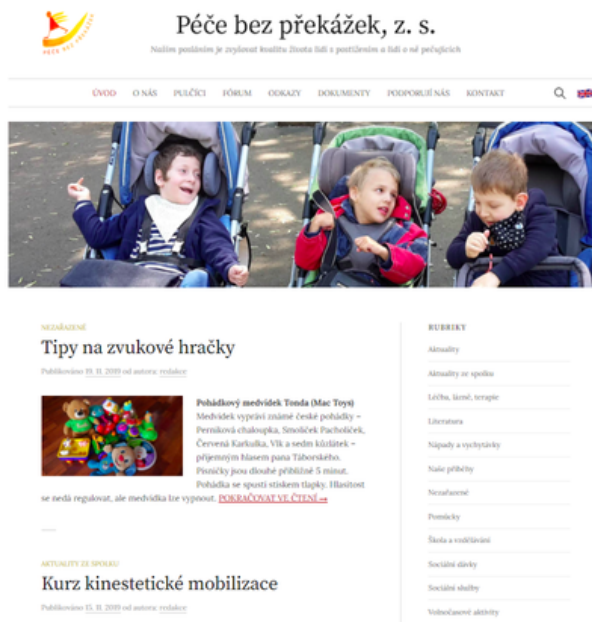 PÉČE BEZ PŘEKÁŽEK
Péče bez překážek, z. s.
Naším posláním je zvyšovat kvalitu života lidí s postižením a lidí o ně pečujících
ÚVOD O NÁS PULČÍCI FÓRUM ODKAZY DOKUMENTY PODPORUJÍ NÁS KONTAKT
NEZAŘAZENÉ
Tipy na zvukové hračky
Publikováno 19. 11. 2019 od autora: redakce
Pohádkový medvídek Tonda (Mac Toys)
Medvídek vypráví známé české pohádky –
Perníková chaloupka, Smolíček Pacholíček,
Červená Karkulka, Vlk a sedm kůzlátek –
příjemným hlasem pana Táborského.
Písničky jsou dlouhé přibližně 5 minut.
Pohádka se spustí stiskem tlapky. Hlasitost
se nedá regulovat, ale medvídka lze vypnout. POKRAČOVAT VE ČTENÍ →
AKTUALITY ZE SPOLKU
Kurz kinestetické mobilizace
Publikováno 15. 11. 2019 od autora: redakce
RUBRIKY
Aktuality
Aktuality ze spolku
Léčba, lázně, terapie
Literatura
Nápady a vychytávky
Naše příběhy
Nezařazené
Pomůcky
Škola a vzdělávání
Sociální dávky
Sociální služby
Volnočasové aktivity